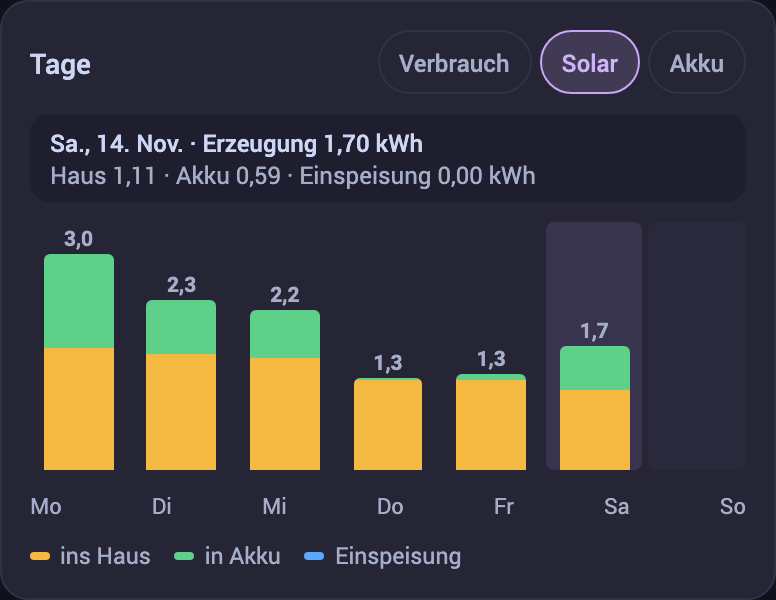 Tage
Verbrauch
Solar
Akku
Sa., 14. Nov. · Erzeugung 1,70 kWh
Haus 1,11 · Akku 0,59 · Einspeisung 0,00 kWh
3,0
2,3
2,2
1,3
1,3
1,7
Mo Di Mi Do Fr Sa So
ins Haus in Akku Einspeisung